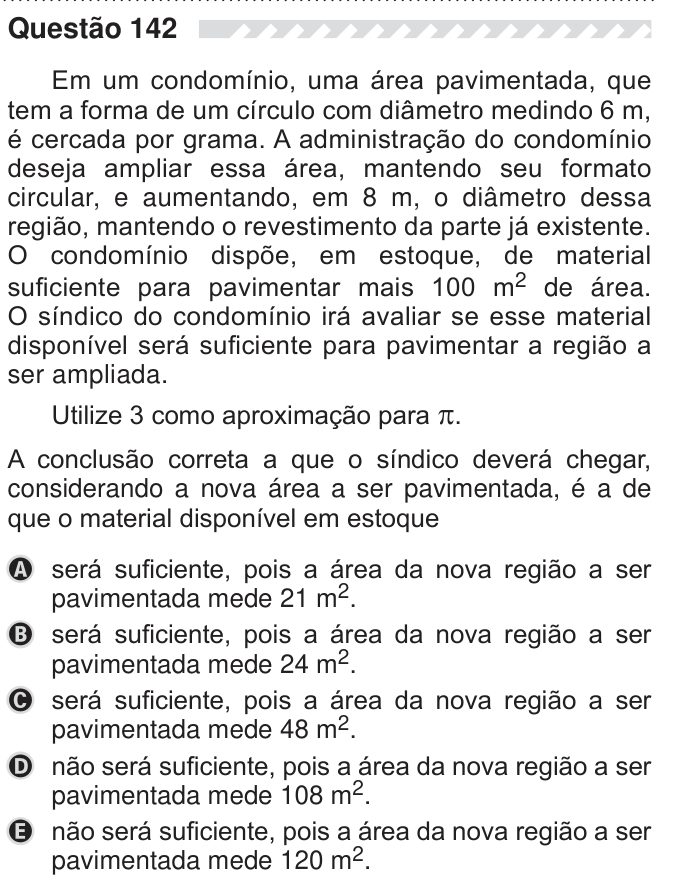 Questão 142
Em um condomínio, uma área pavimentada, que
tem a forma de um círculo com diâmetro medindo 6 m,
é cercada por grama. A administração do condomínio
deseja ampliar essa área, mantendo seu formato
circular, e aumentando, em 8 m, o diâmetro dessa
região, mantendo o revestimento da parte já existente.
O condomínio dispõe, em estoque, de material
suficiente para pavimentar mais 100 m² de área.
O síndico do condomínio irá avaliar se esse material
disponível será suficiente para pavimentar a região a
ser ampliada.
Utilize 3 como aproximação para π.
A conclusão correta a que o síndico deverá chegar,
considerando a nova área a ser pavimentada, é a de
que o material disponível em estoque
A será suficiente, pois a área da nova região a ser
pavimentada mede 21 m².
B será suficiente, pois a área da nova região a ser
pavimentada mede 24 m².
C será suficiente, pois a área da nova região a ser
pavimentada mede 48 m².
D não será suficiente, pois a área da nova região a ser
pavimentada mede 108 m².
E não será suficiente, pois a área da nova região a ser
pavimentada mede 120 m².